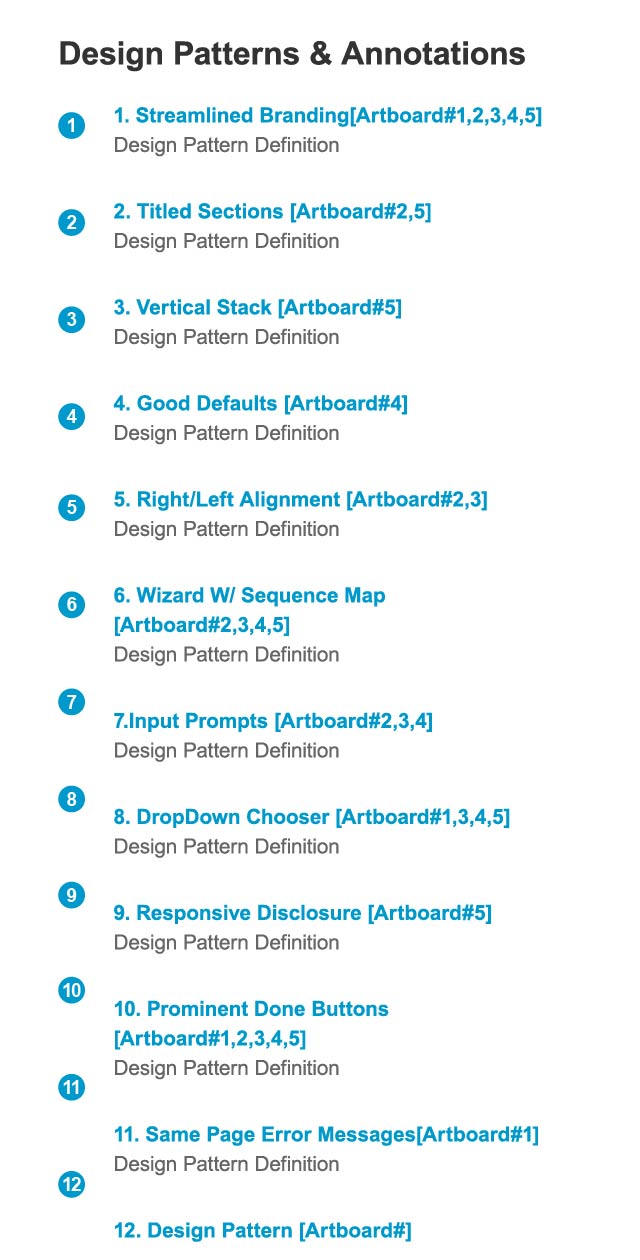 Design Patterns & Annotations
1
1. Streamlined Branding[Artboard#1,2,3,4,5]
Design Pattern Definition
2
2. Titled Sections [Artboard#2,5]
Design Pattern Definition
3
3. Vertical Stack [Artboard#5]
Design Pattern Definition
4
4. Good Defaults [Artboard#4]
Design Pattern Definition
5
5. Right/Left Alignment [Artboard#2,3]
Design Pattern Definition
6
6. Wizard W/ Sequence Map
[Artboard#2,3,4,5]
Design Pattern Definition
7
7.Input Prompts [Artboard#2,3,4]
Design Pattern Definition
8
8. DropDown Chooser [Artboard#1,3,4,5]
Design Pattern Definition
9
9. Responsive Disclosure [Artboard#5]
Design Pattern Definition
10
10. Prominent Done Buttons
[Artboard#1,2,3,4,5]
Design Pattern Definition
11
11. Same Page Error Messages[Artboard#1]
Design Pattern Definition
12
12. Design Pattern [Artboard#]